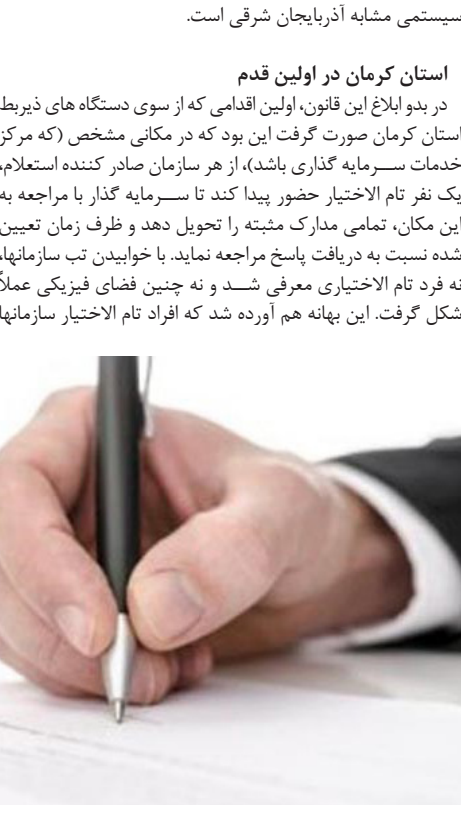 سیستمی مشابه آذربایجان شرقی است.
استان کرمان در اولین قدم
در بدو ابلاغ این قانون، اولین اقدامی که از سوی دستگاه های ذیربط
استان کرمان صورت گرفت این بود که در مکانی مشخص (که مرکز
خدمات ســرمایه گذاری باشد)، از هر سازمان صادر کننده استعلام،
یک نفر تام الاختیار حضور پیدا کند تا ســرمایه گذار با مراجعه به
این مکان، تمامی مدارک مثبته را تحویل دهد و ظرف زمان تعیین
شده نسبت به دریافت پاسخ مراجعه نماید. با خوابیدن تب سازمانها،
نه فرد تام الاختیاری معرفی شــد و نه چنین فضای فیزیکی عملاً
شکل گرفت. این بهانه هم آورده شد که افراد تام الاختیار سازمانها